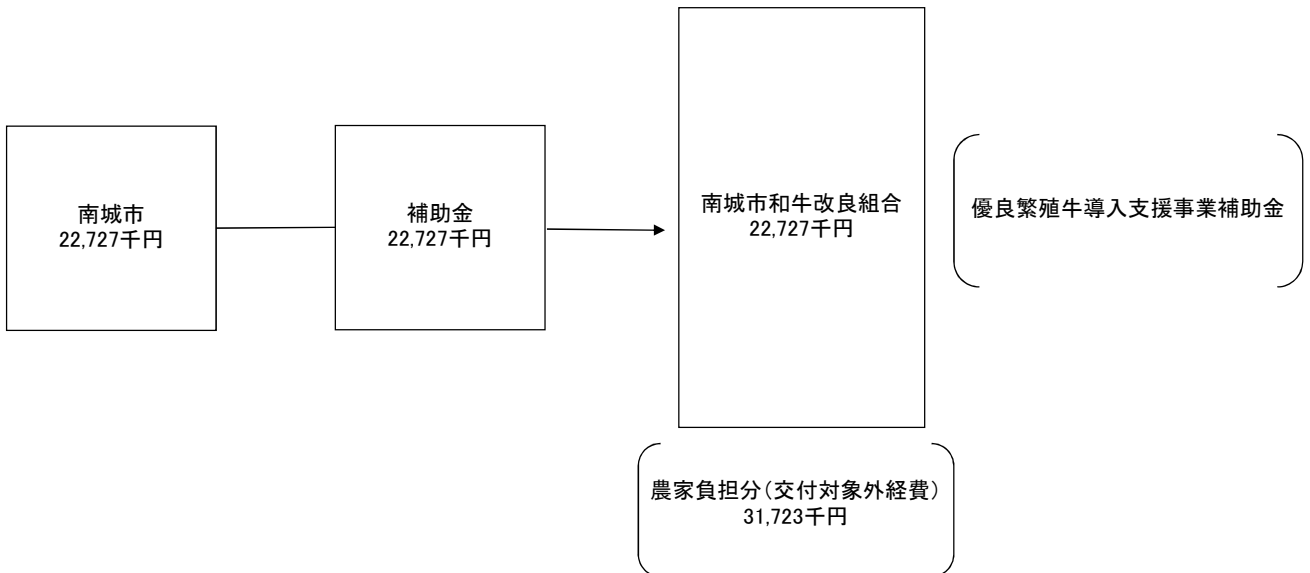 南城市
22,727千円
補助金
22,727千円
南城市和牛改良組合
22,727千円
優良繁殖牛導入支援事業補助金
農家負担分(交付対象外経費)
31,723千円